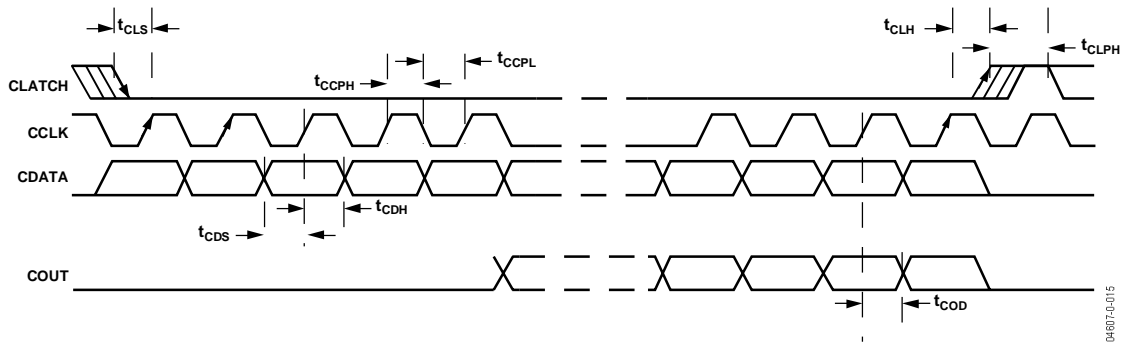 tCLS
tCLH
tCCPL
tCLPH
tCCPH
CLATCH
CCLK
CDATA
tCDH
tCDS
COUT
tCOD
04607-0-015